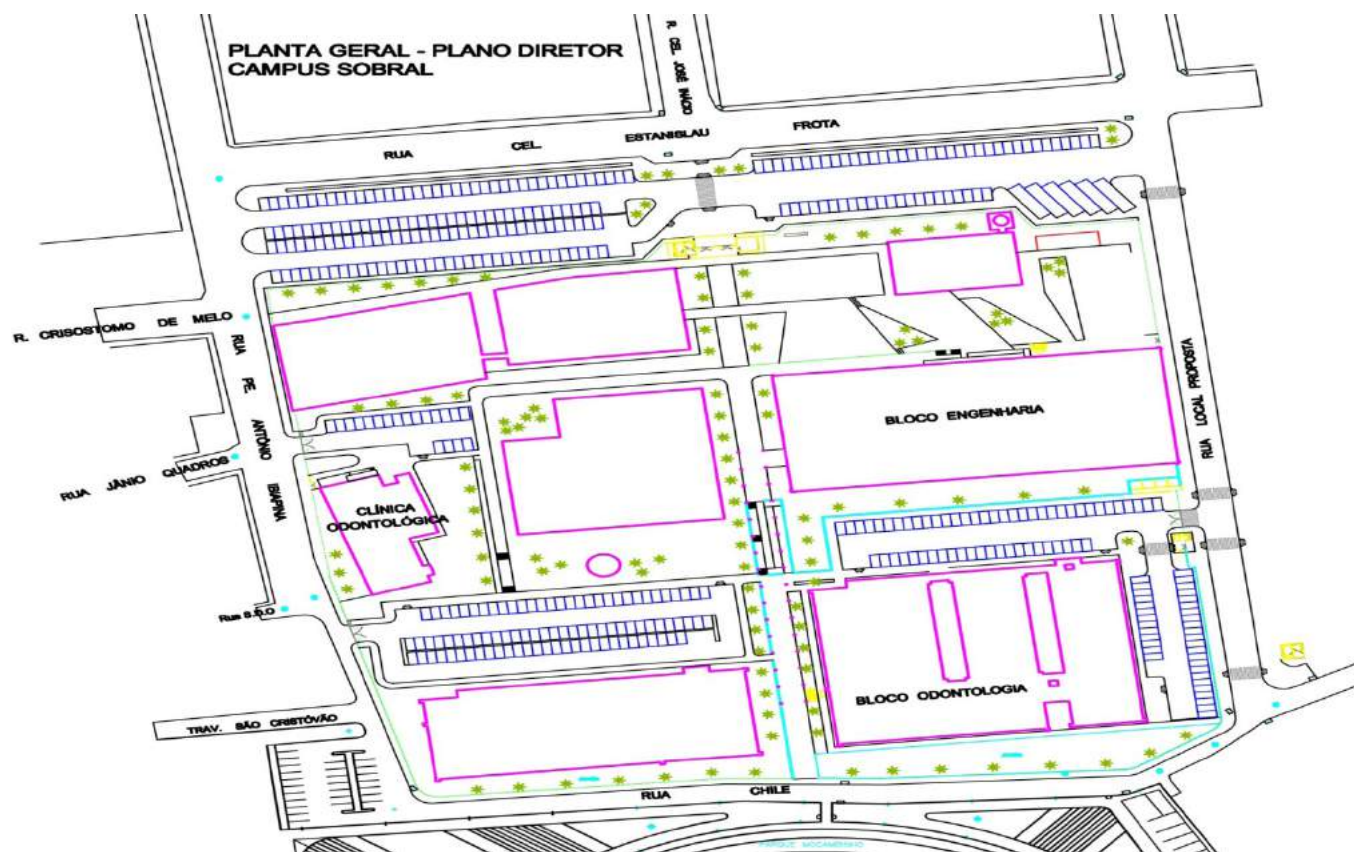 PLANTA GERAL - PLANO DIRETOR
CAMPUS SOBRAL
R. CEL. JOSÉ INÁCIO
RUA CEL. ESTANISLAU FROTA
R. CRISOSTOMO DE MELO
RUA PE. ANTÔNIO IBIAPINA
RUA LOCAL PROPOSTA
BLOCO ENGENHARIA
RUA JÂNIO QUADROS
CLÍNICA
ODONTOLÓGICA
Rua S.D.O
BLOCO ODONTOLOGIA
TRAV. SÃO CRISTÓVÃO
RUA CHILE
PARQUE MOCAMBINHO